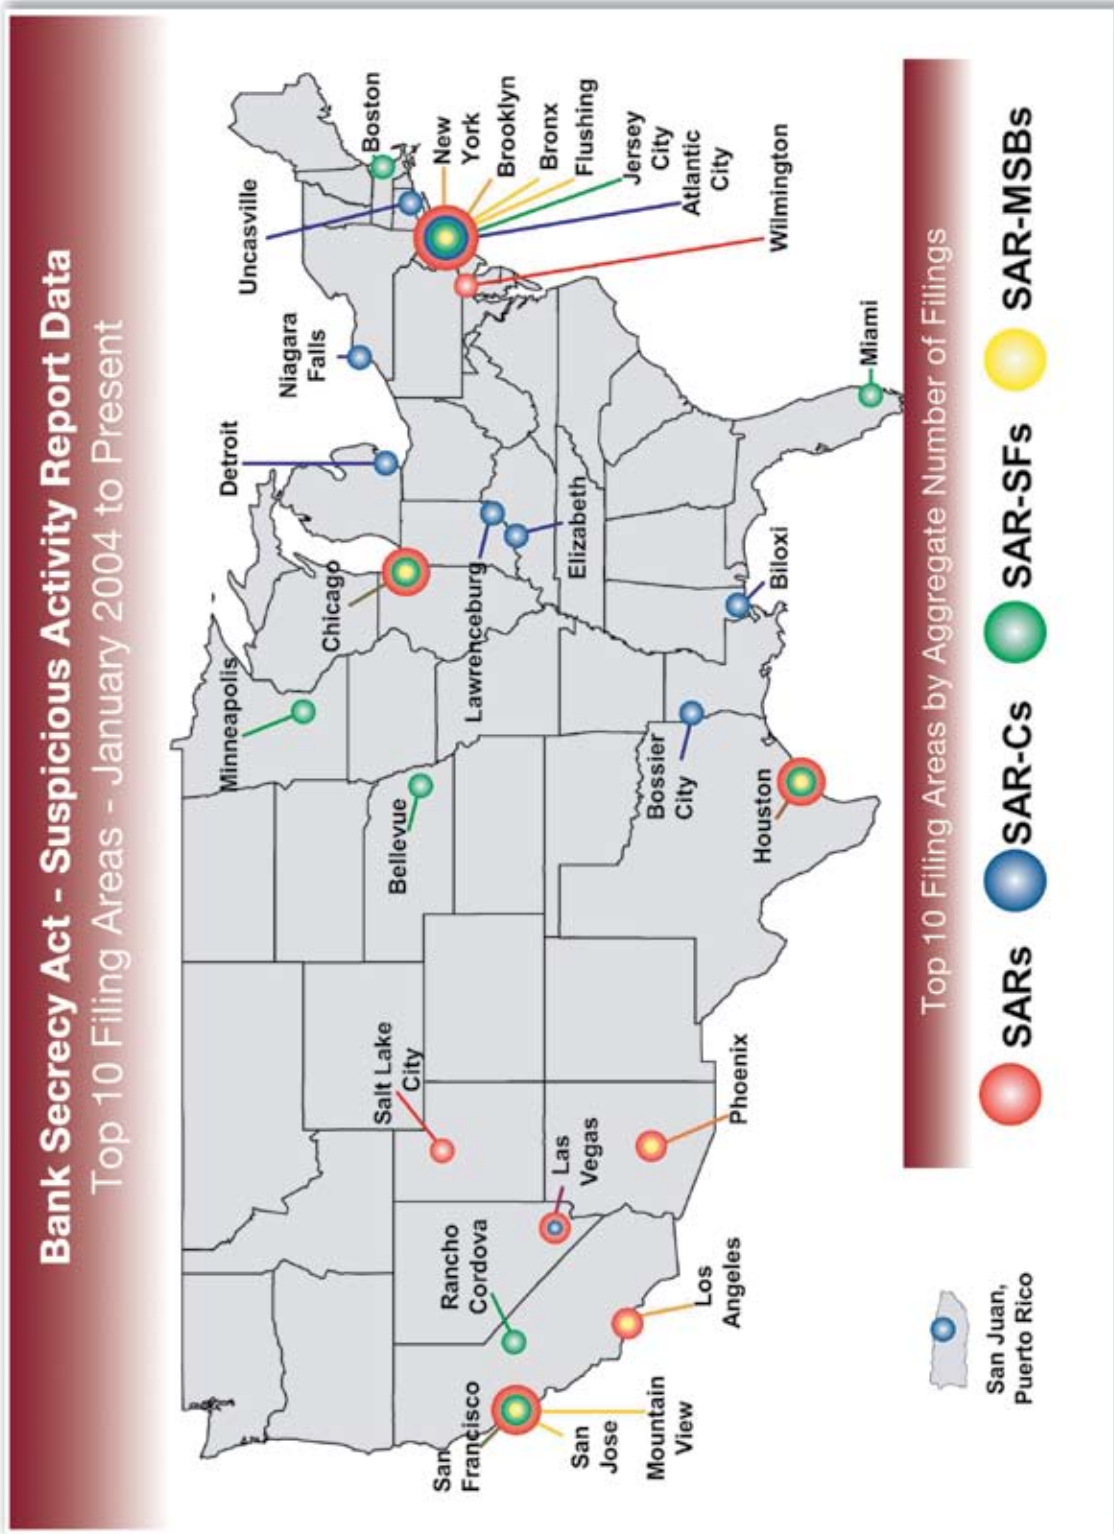 Bank Secrecy Act - Suspicious Activity Report Data
Top 10 Filing Areas - January 2004 to Present
San
Francisco
San
Jose
Mountain
View
Rancho
Cordova
Los
Angeles
Las
Vegas
Salt Lake
City
Phoenix
Bellevue
Minneapolis
Houston
Bossier
City
Lawrenceburg
Chicago
Elizabeth
Biloxi
Detroit
Niagara
Falls
Miami
Uncasville
Boston
New
York
Brooklyn
Bronx
Flushing
Jersey
City
Atlantic
City
Wilmington
San Juan,
Puerto Rico
Top 10 Filing Areas by Aggregate Number of Filings
SARs
SAR-Cs
SAR-SFs
SAR-MSBs